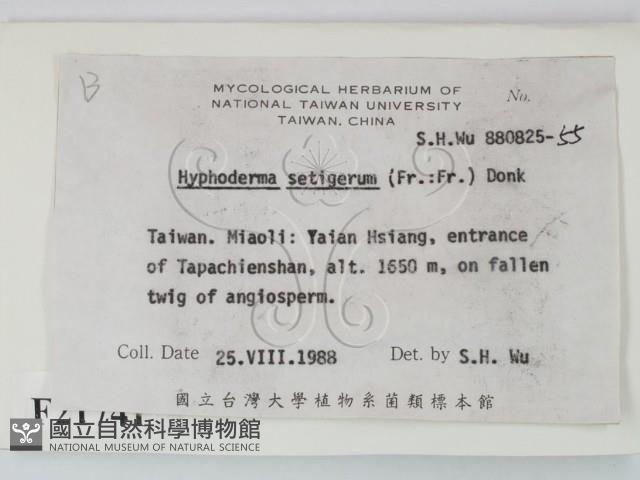 B
MYCOLOGICAL HERBARIUM OF
NATIONAL TAIWAN UNIVERSITY
TAIWAN, CHINA
No.
S.H.Wu 880825-55
Hyphoderma setigerum (Fr.:Fr.) Donk
Taiwan. Miaoli: Yaian Hsiang, entrance
of Tapachienshan, alt. 1650 m, on fallen
twig of angiosperm.
Coll. Date 25.VIII.1988 Det. by S.H. Wu
國立台灣大學植物系菌類標本館
國立自然科學博物館
NATIONAL MUSEUM OF NATURAL SCIENCE